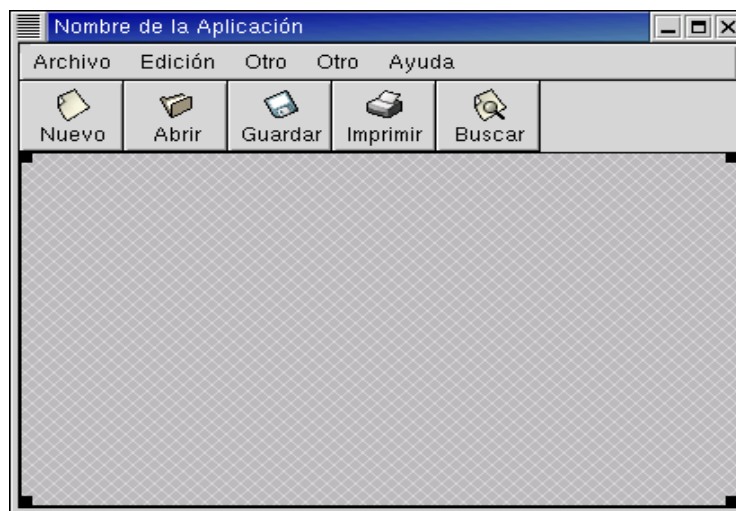 Nombre de la Aplicación
Archivo Edición Otro Otro Ayuda
Nuevo Abrir Guardar Imprimir Buscar